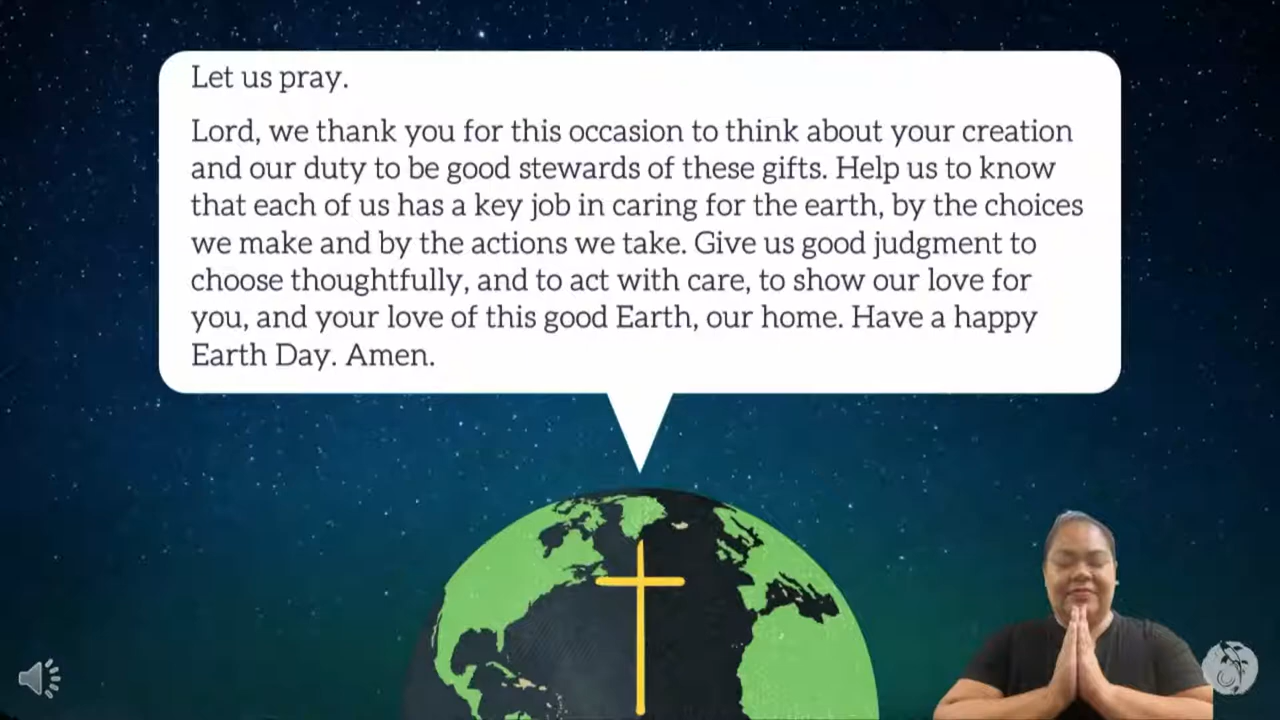 Let us pray.
Lord, we thank you for this occasion to think about your creation
and our duty to be good stewards of these gifts. Help us to know
that each of us has a key job in caring for the earth, by the choices
we make and by the actions we take. Give us good judgment to
choose thoughtfully, and to act with care, to show our love for
you, and your love of this good Earth, our home. Have a happy
Earth Day. Amen.